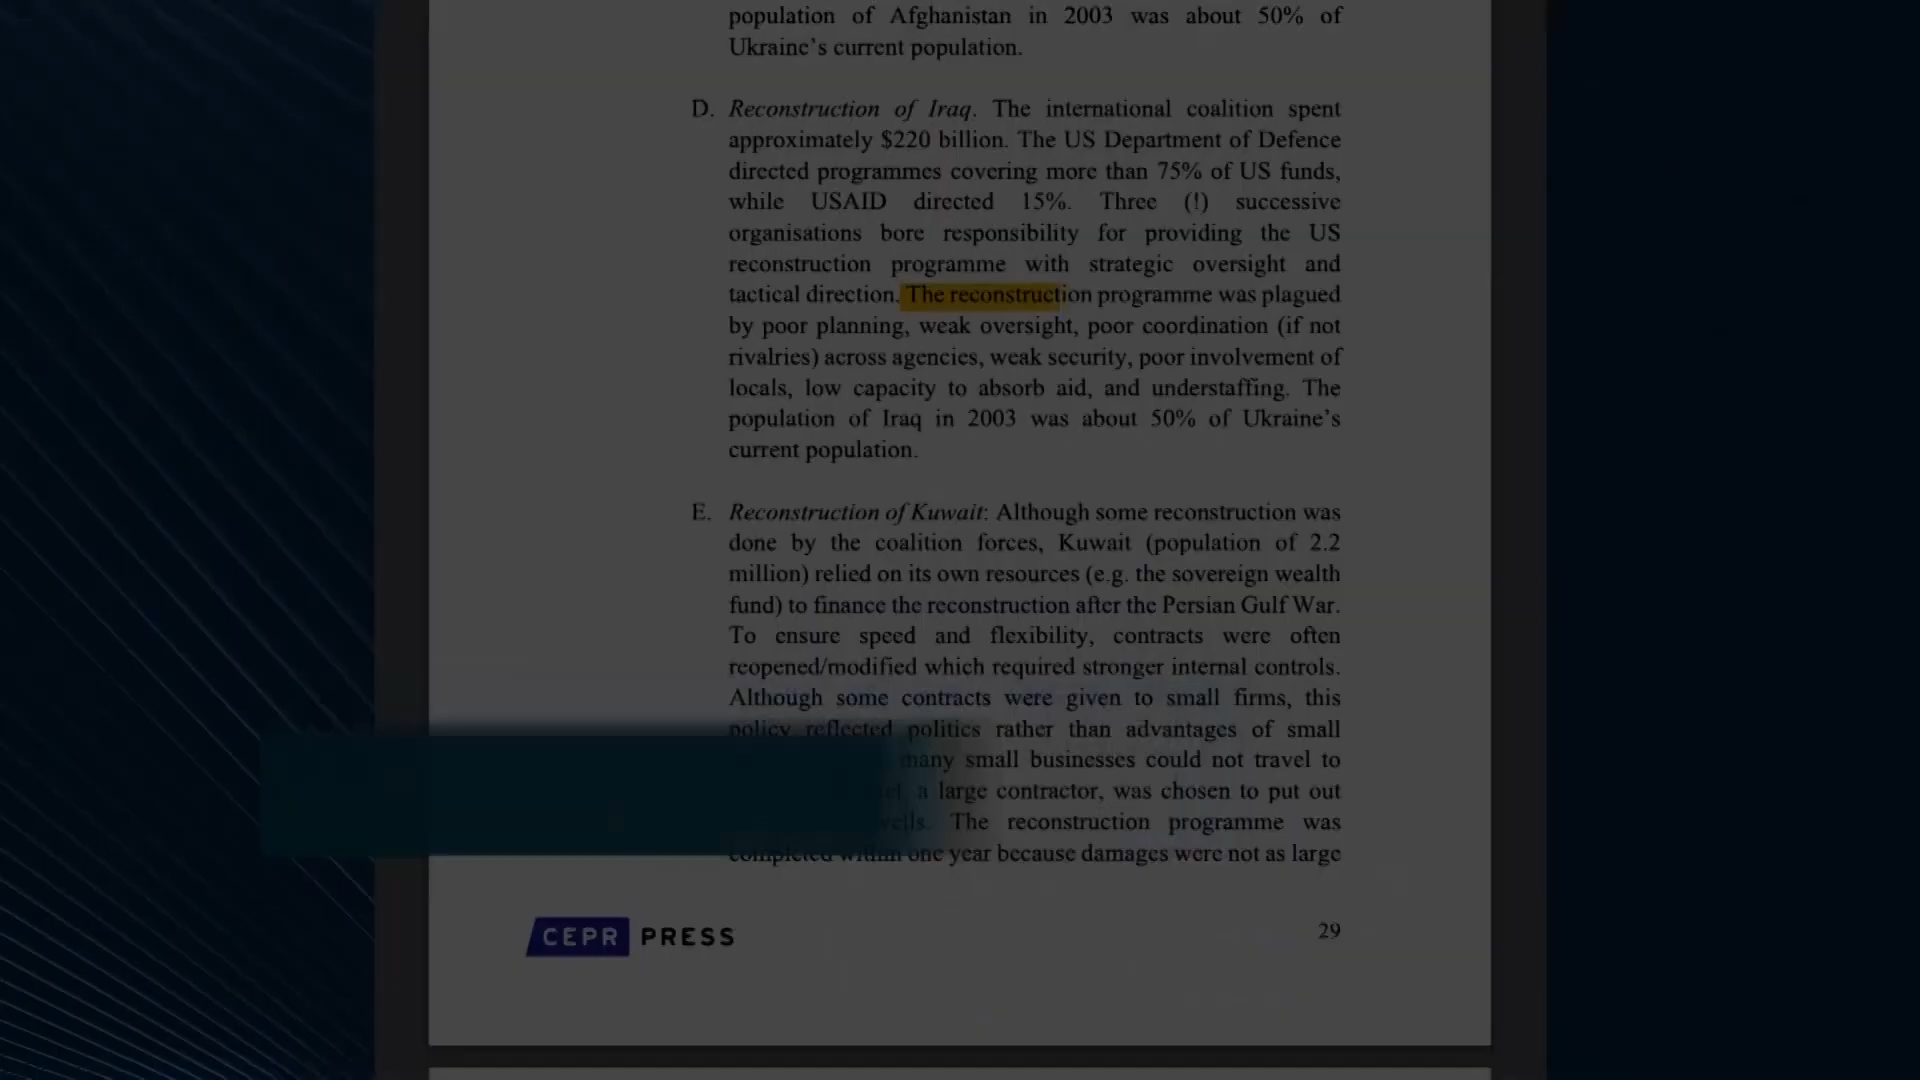 population of Afghanistan in 2003 was about 50% of
Ukraine's current population.
D. Reconstruction of Iraq. The international coalition spent
approximately $220 billion. The US Department of Defence
directed programmes covering more than 75% of US funds,
while USAID directed 15%. Three (!) successive
organisations bore responsibility for providing the US
reconstruction programme with strategic oversight and
tactical direction. The reconstruction programme was plagued
by poor planning, weak oversight, poor coordination (if not
rivalries) across agencies, weak security, poor involvement of
locals, low capacity to absorb aid, and understaffing. The
population of Iraq in 2003 was about 50% of Ukraine's
current population.
E. Reconstruction of Kuwait: Although some reconstruction was
done by the coalition forces, Kuwait (population of 2.2
million) relied on its own resources (e.g. the sovereign wealth
fund) to finance the reconstruction after the Persian Gulf War.
To ensure speed and flexibility, contracts were often
reopened/modified which required stronger internal controls.
Although some contracts were given to small firms, this
policy reflected politics rather than advantages of small
many small businesses could not travel to
a large contractor, was chosen to put out
wells. The reconstruction programme was
completed within one year because damages were not as large
CEPR PRESS
29